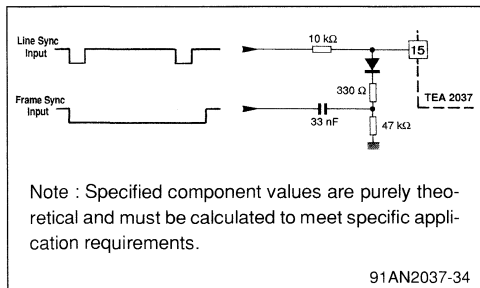 Line Sync
Input
10 kΩ
15
330 Ω
TEA 2037
Frame Sync
Input
33 nF
47 kΩ
Note : Specified component values are purely theo-
retical and must be calculated to meet specific appli-
cation requirements.
91AN2037-34